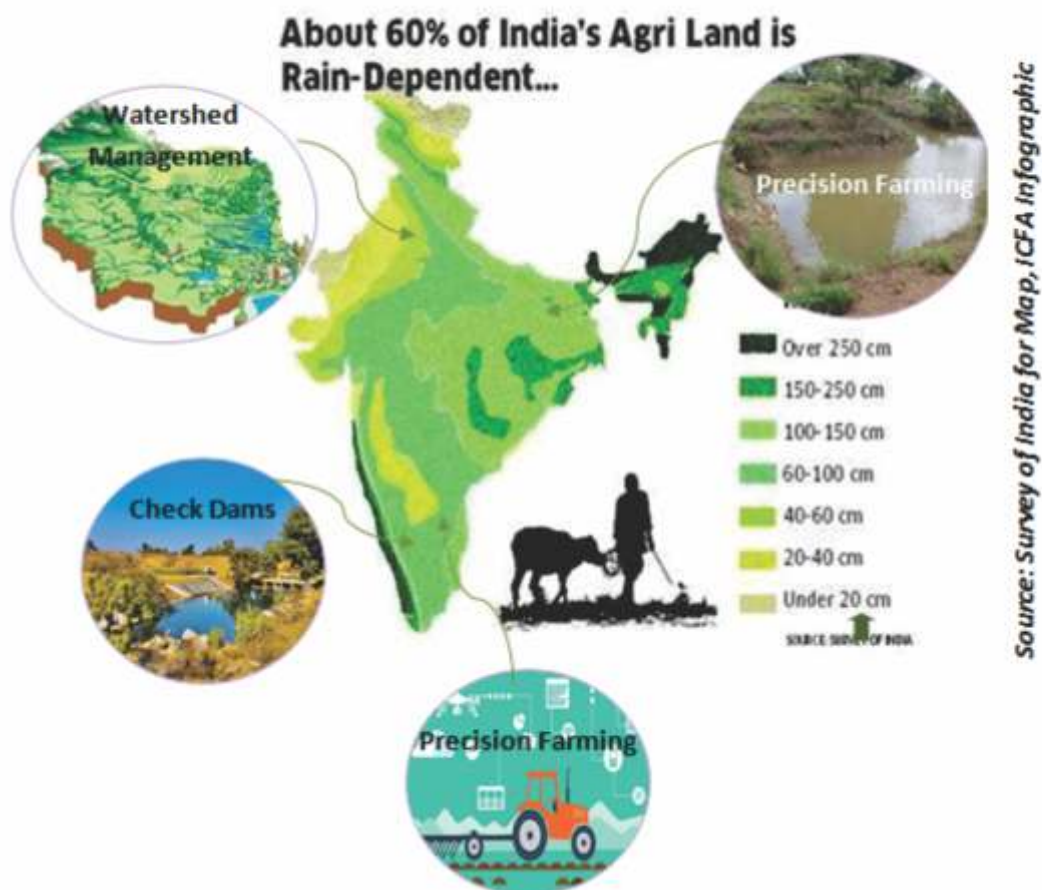 About 60% of India's Agri Land is
Rain-Dependent...
Watershed
Management
Precision Farming
Over 250 cm
150-250 cm
100-150 cm
60-100 cm
40-60 cm
20-40 cm
Under 20 cm
SOURCE: SURVEY OF INDIA
Check Dams
Precision Farming
Source: Survey of India for Map, ICFA Infographic